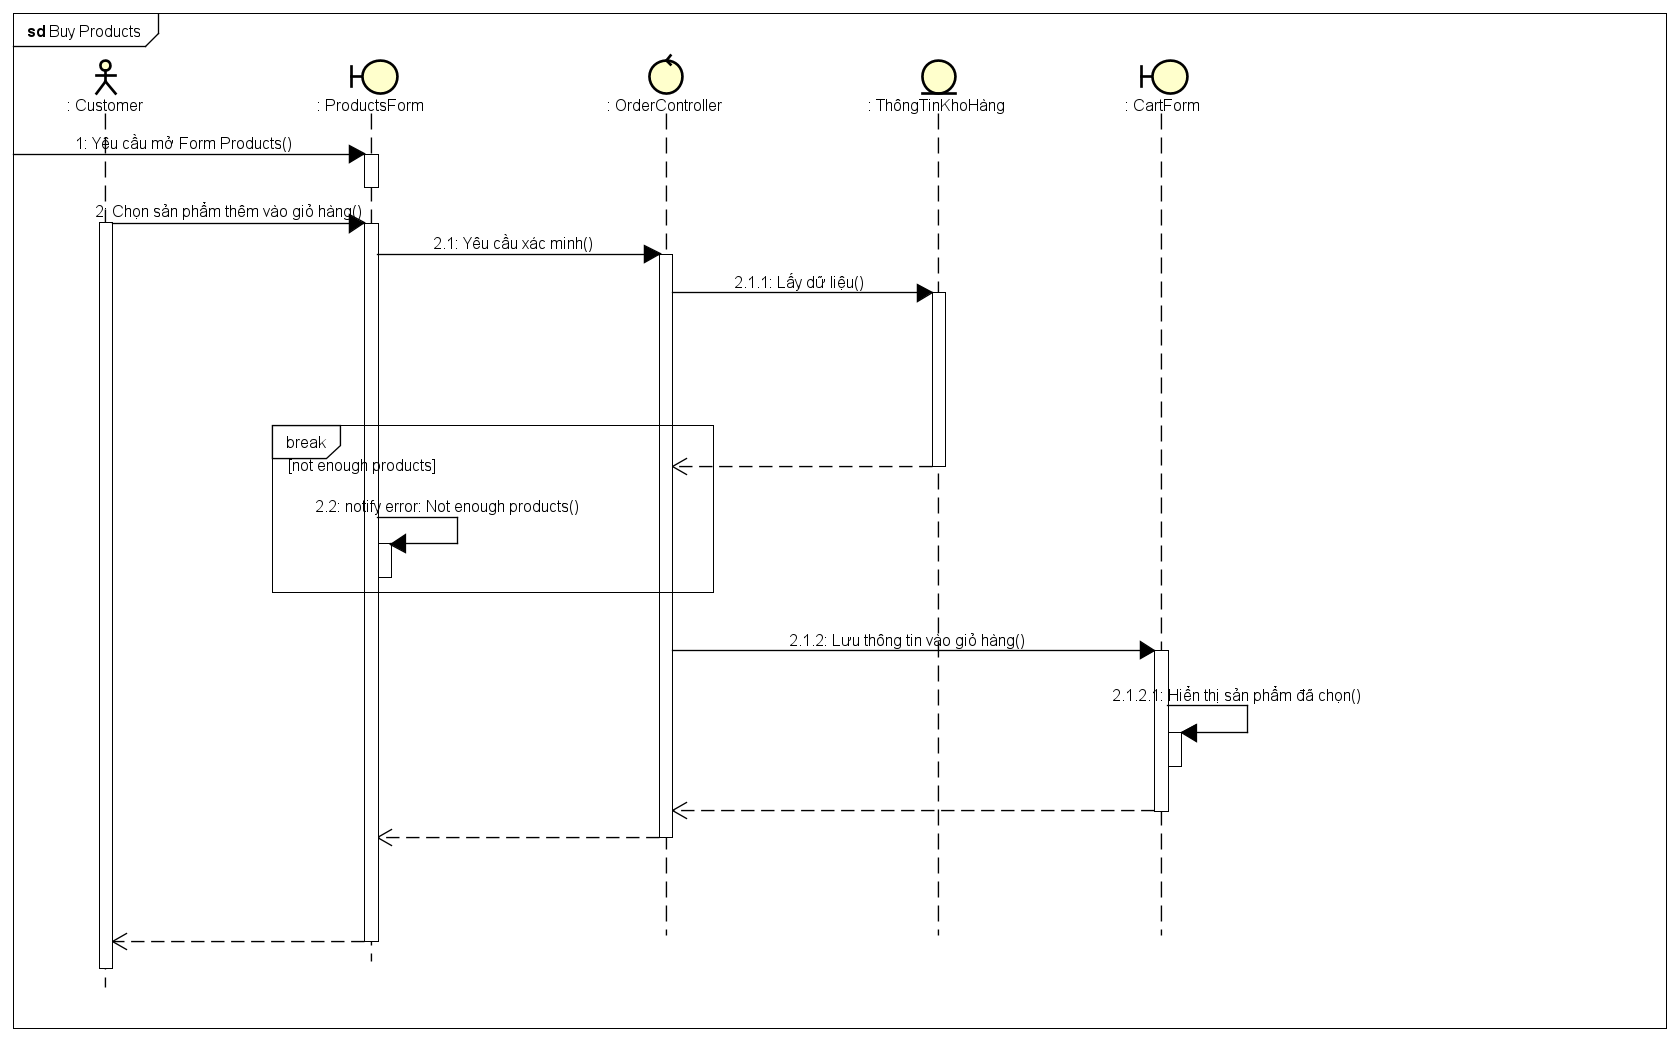 sd Buy Products
: Customer
: ProductsForm
: OrderController
: ThôngTinKhoHàng
: CartForm
1: Yêu cầu mở Form Products()
2: Chọn sản phẩm thêm vào giỏ hàng()
2.1: Yêu cầu xác minh()
2.1.1: Lấy dữ liệu()
break
[not enough products]
2.2: notify error: Not enough products()
2.1.2: Lưu thông tin vào giỏ hàng()
2.1.2.1: Hiển thị sản phẩm đã chọn()